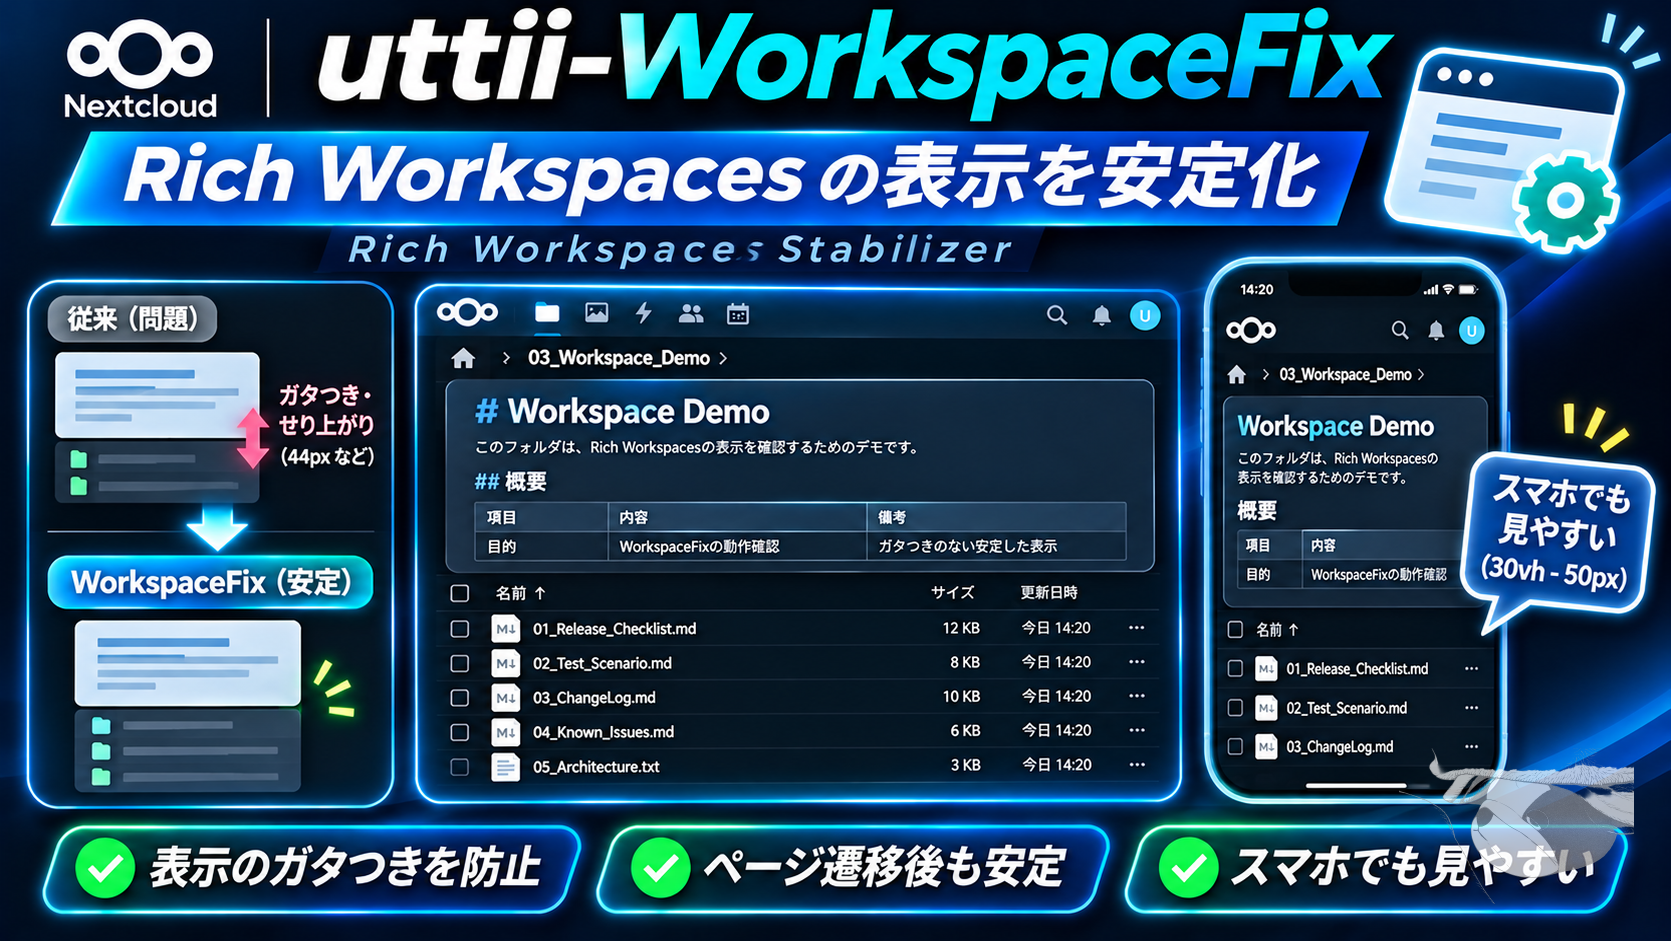 Nextcloud
uttii-WorkspaceFix
Rich Workspaces の表示を安定化
Rich Workspaces Stabilizer
従来（問題）
ガタつき・
せり上がり
（44px など）
WorkspaceFix（安定）
U
03_Workspace_Demo
# Workspace Demo
このフォルダは、Rich Workspacesの表示を確認するためのデモです。
## 概要
項目 内容 備考
目的 WorkspaceFixの動作確認 ガタつきのない安定した表示
名前 ↑ サイズ 更新日時
M↓ 01_Release_Checklist.md 12 KB 今日 14:20 ···
M↓ 02_Test_Scenario.md 8 KB 今日 14:20 ···
M↓ 03_ChangeLog.md 10 KB 今日 14:20 ···
M↓ 04_Known_Issues.md 6 KB 今日 14:20 ···
05_Architecture.txt 3 KB 今日 14:20 ···
14:20
U
03_Workspace_Demo
Workspace Demo
このフォルダは、Rich Workspacesの
表示を確認するためのデモです。
概要
項目 内容
目的 WorkspaceFixの動作確認
名前 ↑
M↓ 01_Release_Checklist.md ···
M↓ 02_Test_Scenario.md ···
M↓ 03_ChangeLog.md ···
スマホでも
見やすい
(30vh - 50px)
表示のガタつきを防止
ページ遷移後も安定
スマホでも見やすい